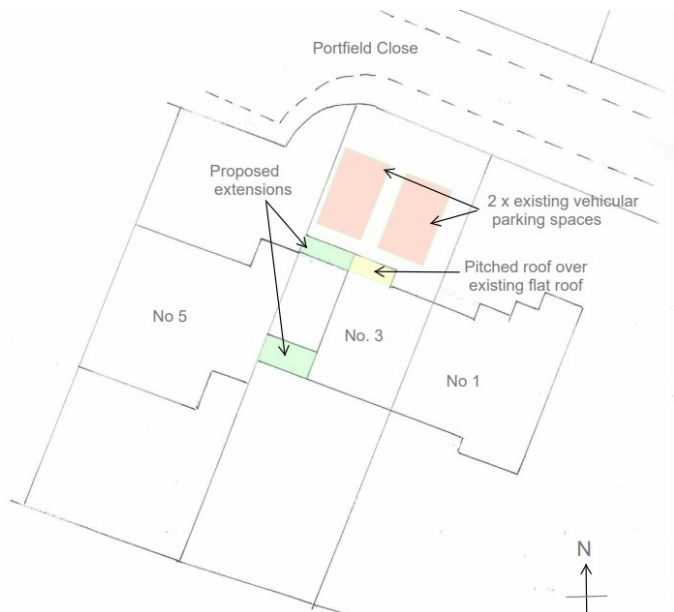 Portfield Close
Proposed
extensions
2 x existing vehicular
parking spaces
Pitched roof over
existing flat roof
No 5
No. 3
No 1
N